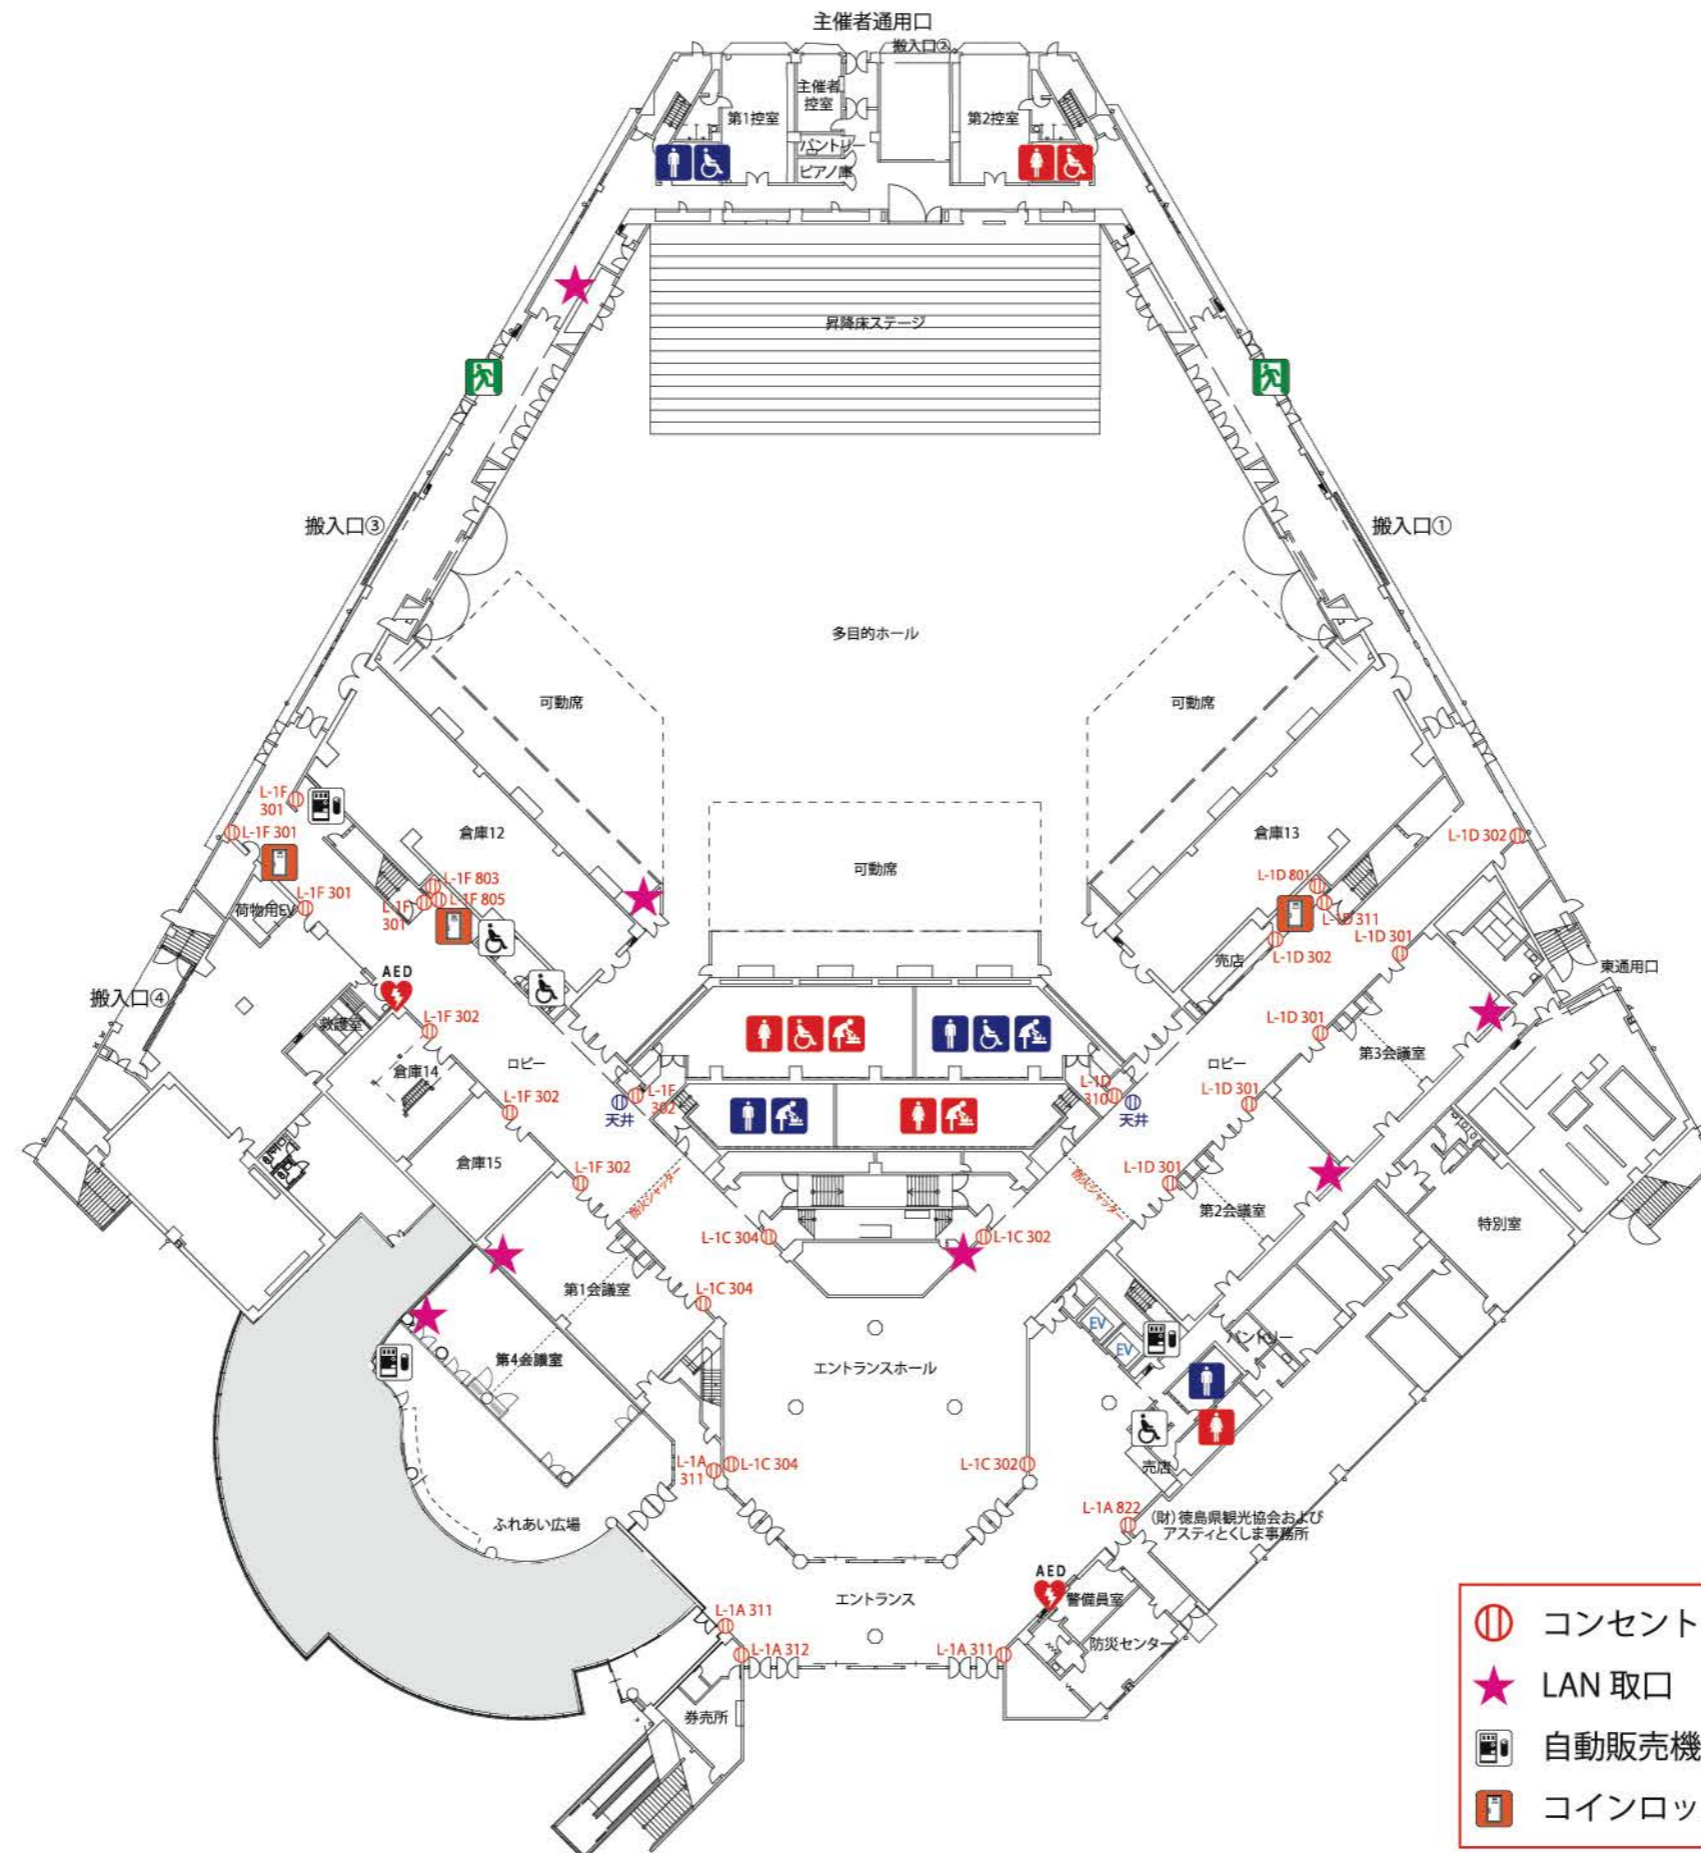 主催者通用口
搬入口②
主催者
控室
第1控室
第2控室
パントリー
ピアノ庫
昇降床ステージ
搬入口③
搬入口①
多目的ホール
可動席
可動席
L-1F
301
L-1F 301
倉庫12
倉庫13
L-1D 302
可動席
L-1F 803
L-1D 801
L-1F 805
L-1F 301
荷物用EV
L-1F
301
L-1D 311
L-1D 301
L-1D 302
売店
東通用口
AED
搬入口④
救護室
L-1F 302
L-1D 301
ロビー
ロビー
第3会議室
倉庫14
L-1F 302
L-1F
302
L-1D
310
L-1D 301
天井
天井
倉庫15
L-1F 302
L-1D 301
防火シャッター
防火シャッター
第2会議室
特別室
L-1C 304
L-1C 302
第1会議室
L-1C 304
EV
EV
パントリー
第4会議室
エントランスホール
L-1A
311
L-1C 304
L-1C 302
売店
L-1A 822
(財)徳島県観光協会および
アスティとくしま事務所
ふれあい広場
AED
警備員室
エントランス
L-1A 311
防災センター
L-1A 312
L-1A 311
券売所
コンセント
LAN 取口
自動販売機
コインロッ